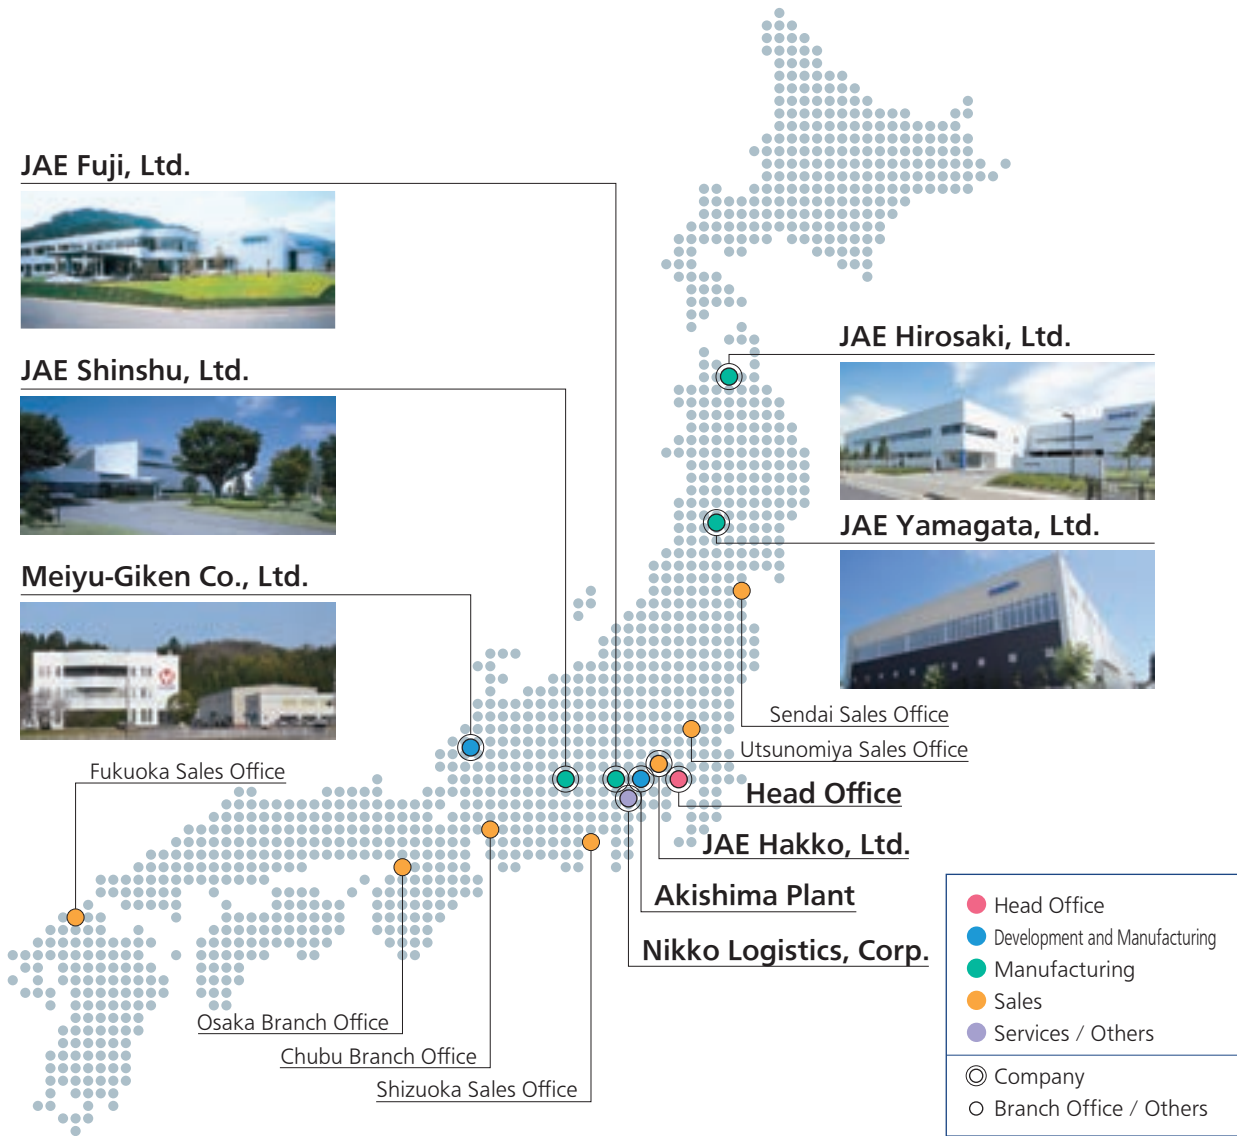 JAE Fuji, Ltd.
JAE Hirosaki, Ltd.
JAE Shinshu, Ltd.
JAE Yamagata, Ltd.
Meiyu-Giken Co., Ltd.
Sendai Sales Office
Utsunomiya Sales Office
Fukuoka Sales Office
Head Office
JAE Hakko, Ltd.
Akishima Plant
Nikko Logistics, Corp.
Osaka Branch Office
Chubu Branch Office
Shizuoka Sales Office
Head Office
Development and Manufacturing
Manufacturing
Sales
Services / Others
Company
Branch Office / Others